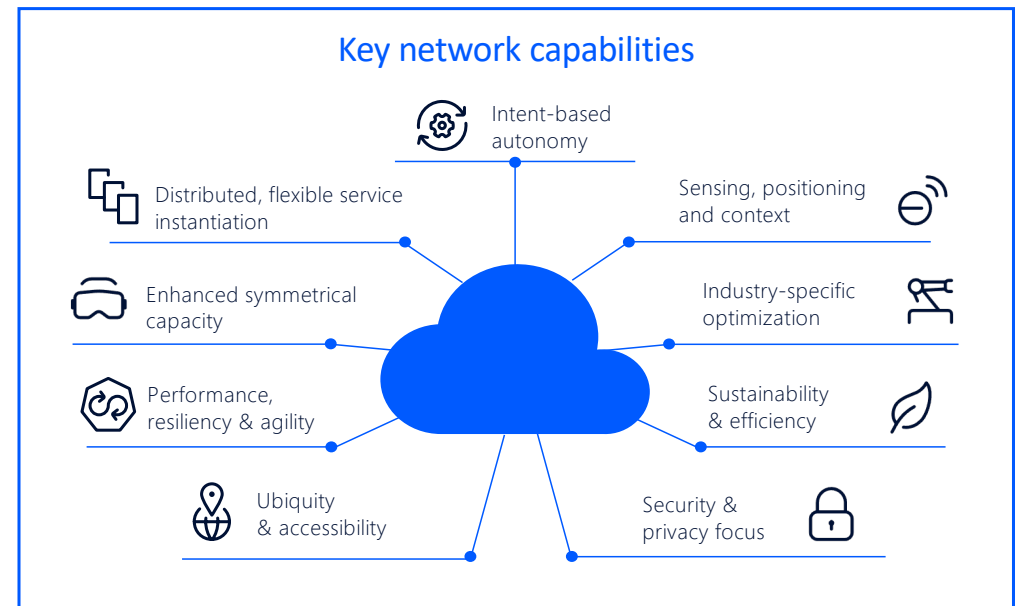 Key network capabilities
Intent-based
autonomy
Distributed, flexible service
instantiation
Sensing, positioning
and context
Enhanced symmetrical
capacity
Industry-specific
optimization
Performance,
resiliency & agility
Sustainability
& efficiency
Ubiquity
& accessibility
Security &
privacy focus